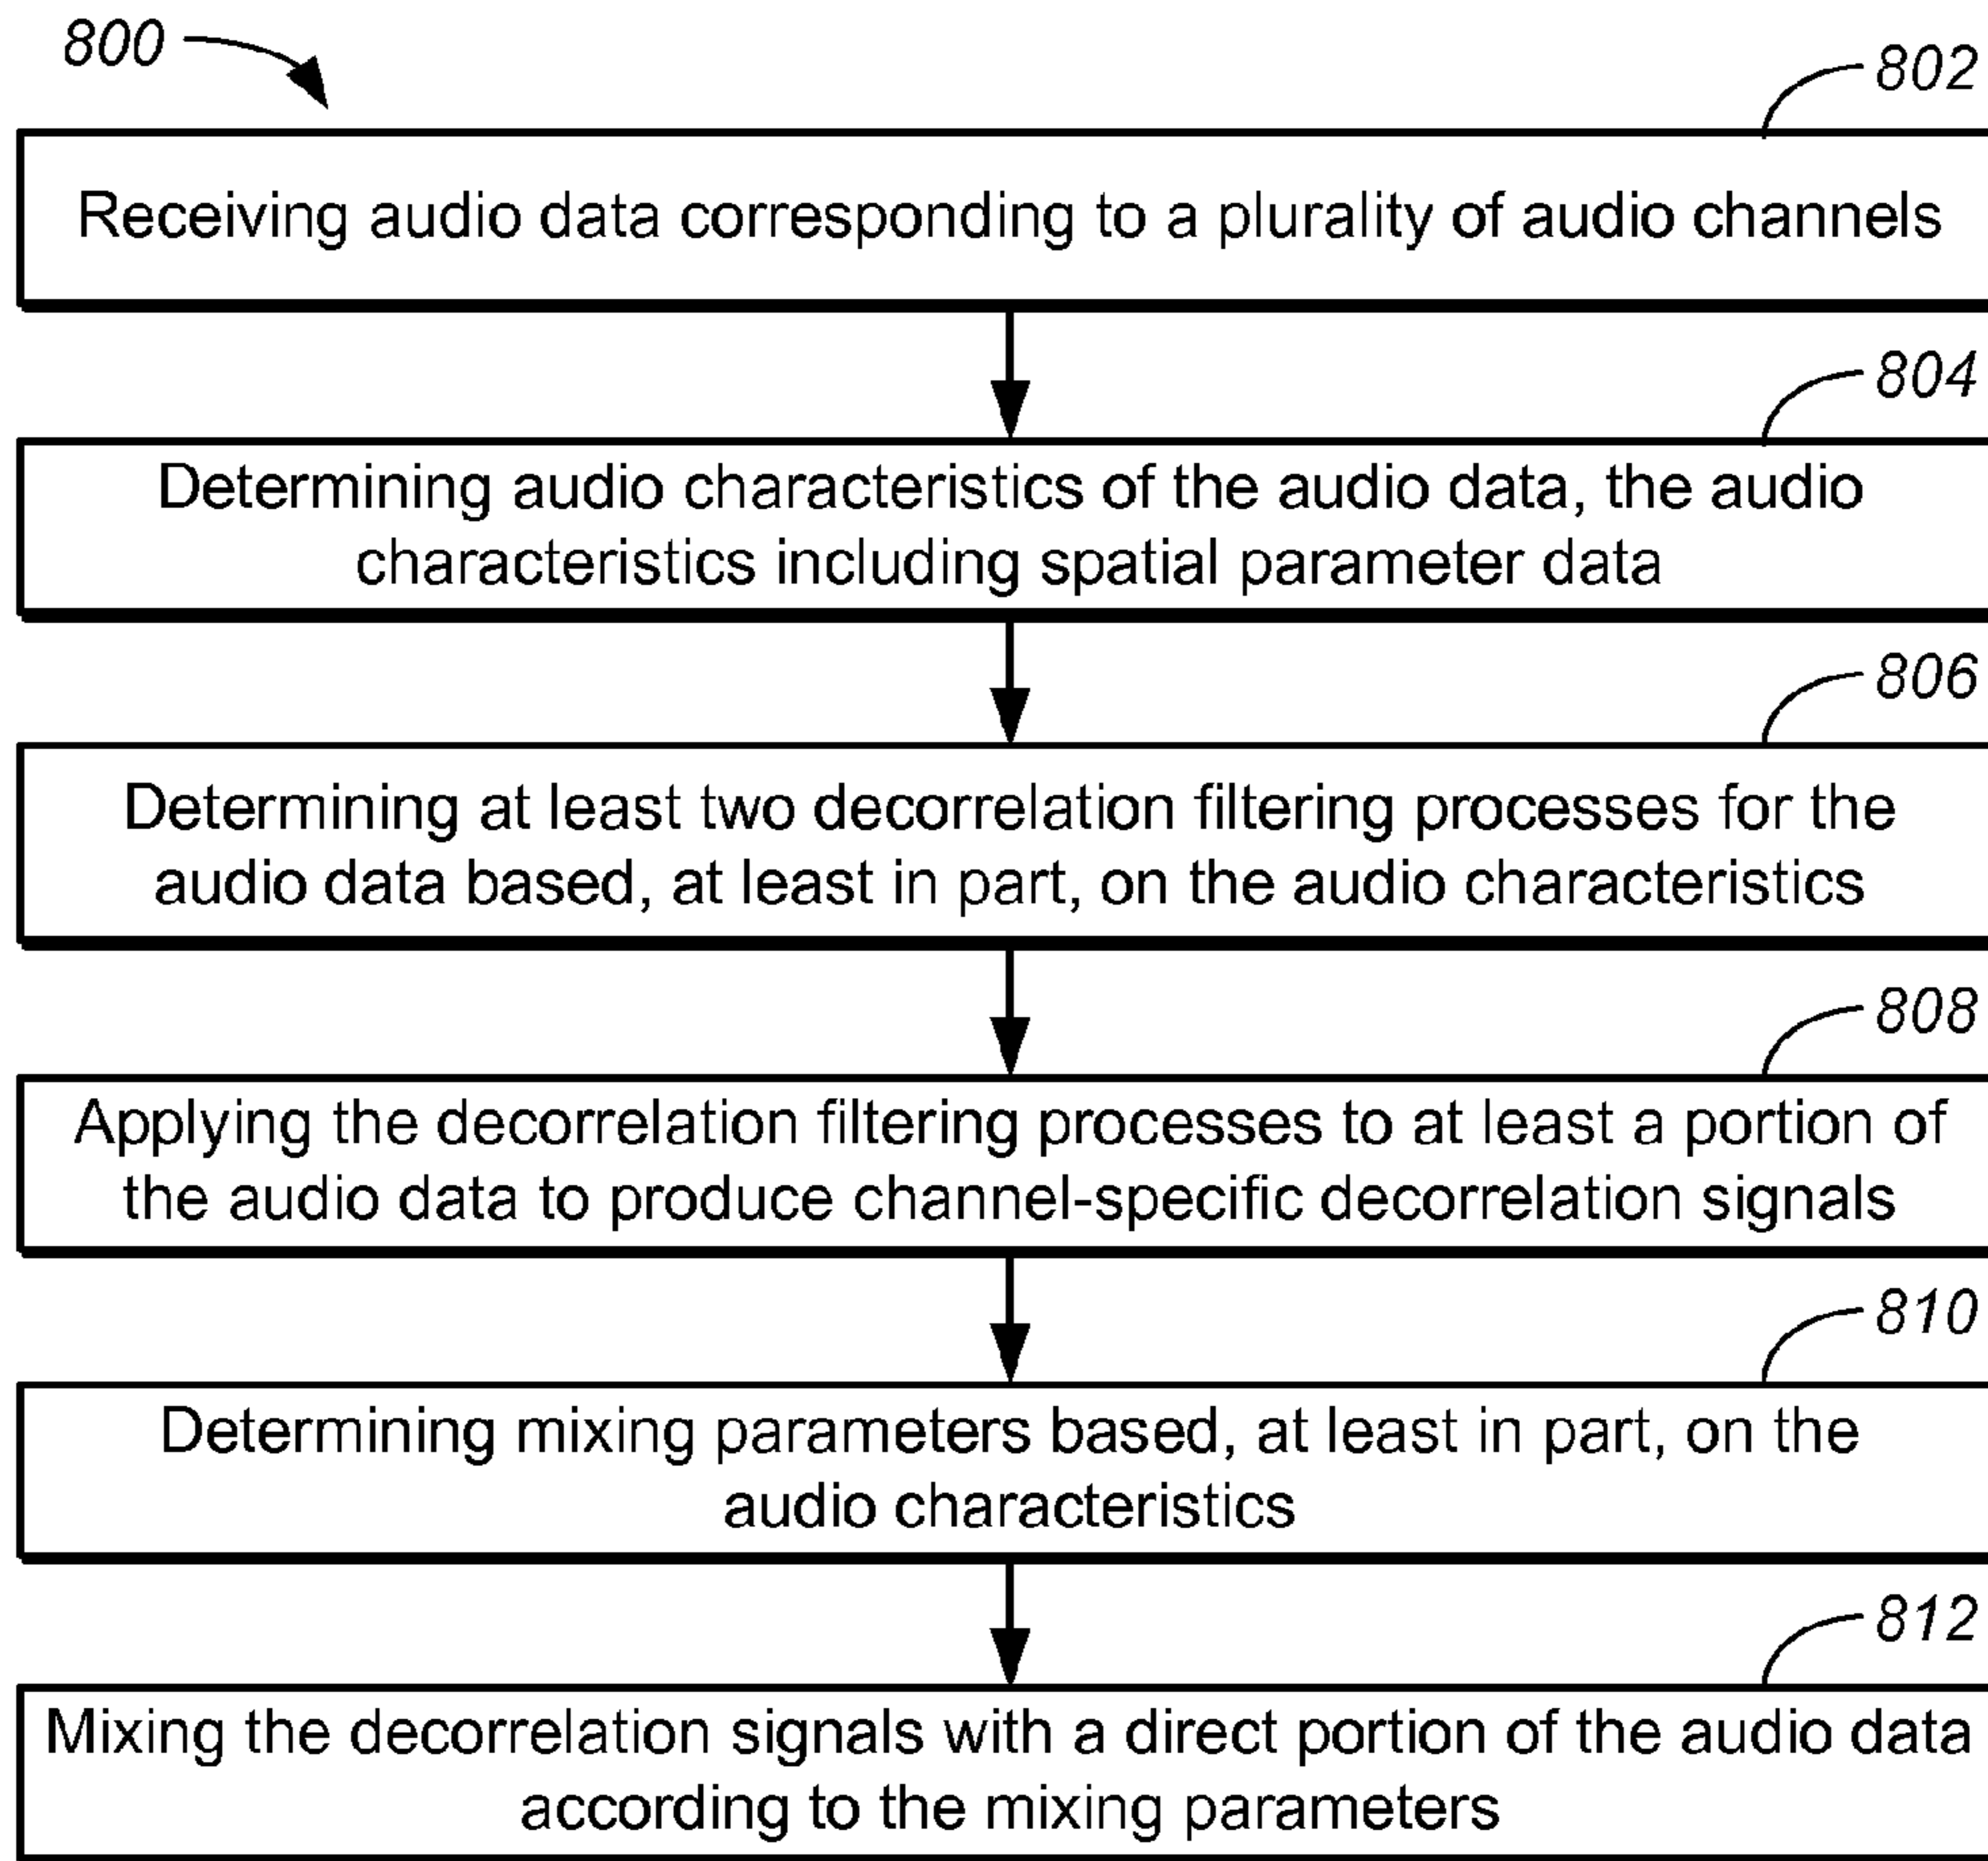 800
802
Receiving audio data corresponding to a plurality of audio channels
804
Determining audio characteristics of the audio data, the audio
characteristics including spatial parameter data
806
Determining at least two decorrelation filtering processes for the
audio data based, at least in part, on the audio characteristics
808
Applying the decorrelation filtering processes to at least a portion of
the audio data to produce channel-specific decorrelation signals
810
Determining mixing parameters based, at least in part, on the
audio characteristics
812
Mixing the decorrelation signals with a direct portion of the audio data
according to the mixing parameters